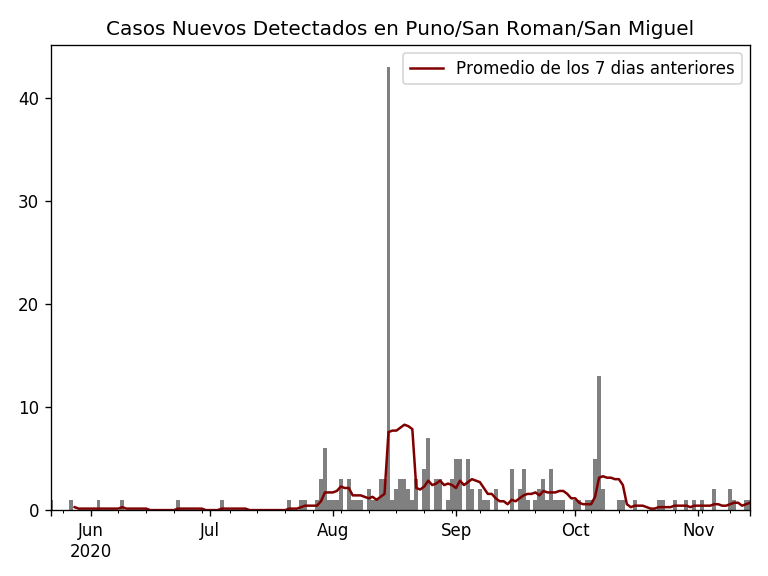 Casos Nuevos Detectados en Puno/San Roman/San Miguel
Promedio de los 7 dias anteriores
40
30
20
10
0
Jun Jul Aug Sep Oct Nov
2020